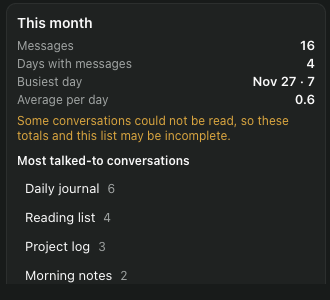 This month
Messages 16
Days with messages 4
Busiest day Nov 27 · 7
Average per day 0.6
Some conversations could not be read, so these
totals and this list may be incomplete.
Most talked-to conversations
Daily journal 6
Reading list 4
Project log 3
Morning notes 2